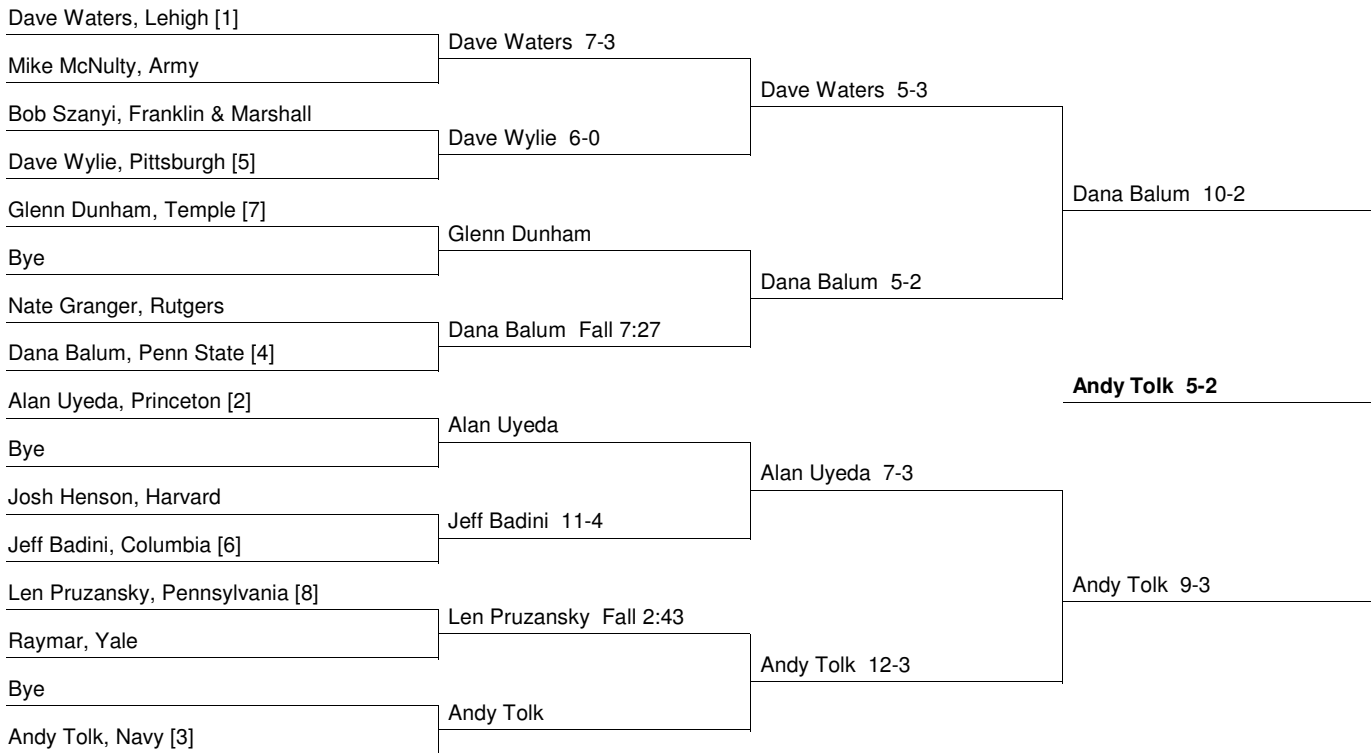 Dave Waters, Lehigh [1]
Mike McNulty, Army
Bob Szanyi, Franklin & Marshall
Dave Wylie, Pittsburgh [5]
Glenn Dunham, Temple [7]
Bye
Nate Granger, Rutgers
Dana Balum, Penn State [4]
Alan Uyeda, Princeton [2]
Bye
Josh Henson, Harvard
Jeff Badini, Columbia [6]
Len Pruzansky, Pennsylvania [8]
Raymar, Yale
Bye
Andy Tolk, Navy [3]
Dave Waters 7-3
Dave Wylie 6-0
Glenn Dunham
Dana Balum Fall 7:27
Alan Uyeda
Jeff Badini 11-4
Len Pruzansky Fall 2:43
Andy Tolk
Dave Waters 5-3
Dana Balum 5-2
Alan Uyeda 7-3
Andy Tolk 12-3
Dana Balum 10-2
Andy Tolk 5-2
Andy Tolk 9-3